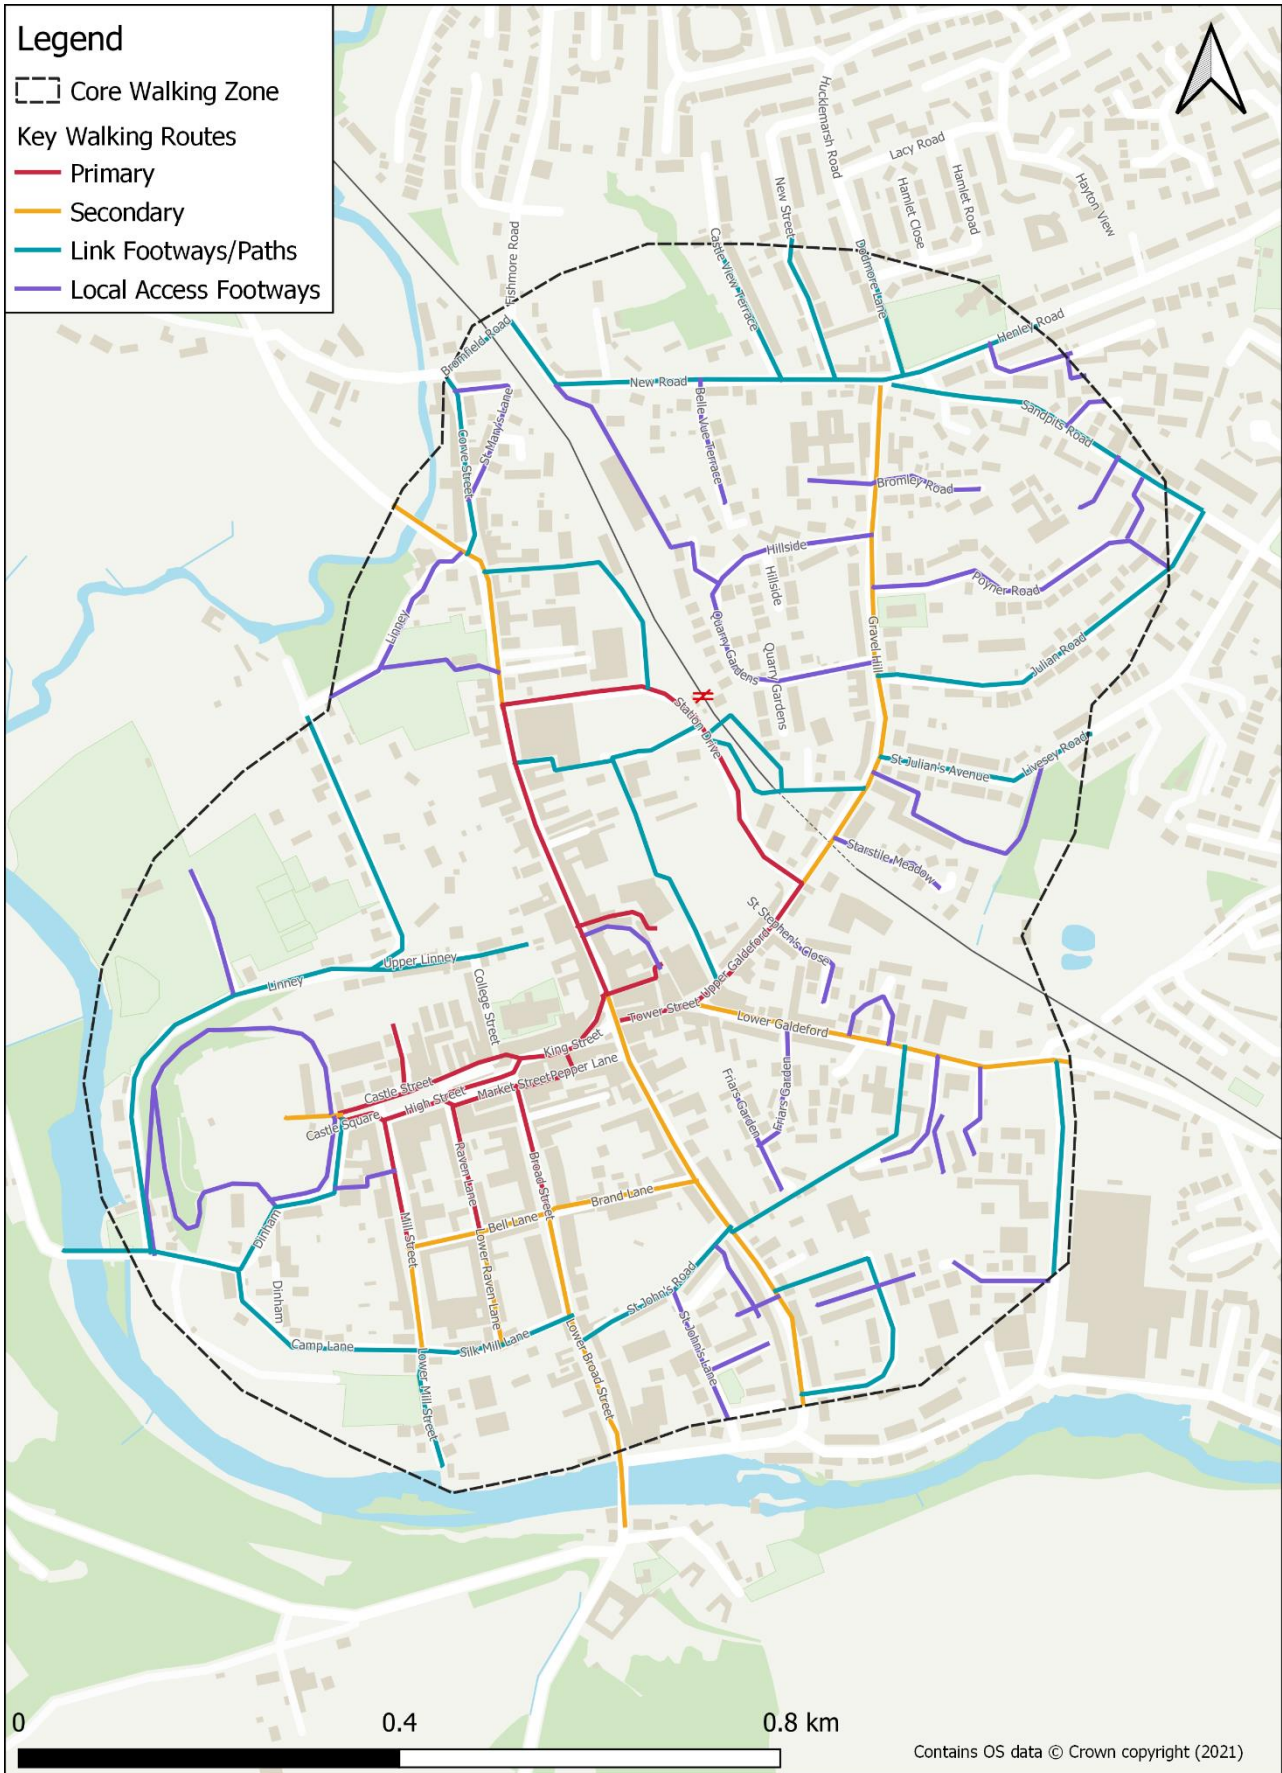 Legend
Core Walking Zone
Key Walking Routes
Primary
Secondary
Link Footways/Paths
Local Access Footways
Hucklemarsh Road
Lacy Road
Hamlet Road
Hamlet Close
Hayton View
New Street
Fishmore Road
Castle View Terrace
Dodmore Lane
Henley Road
Bromfield Road
New Road
Belle Vue Terrace
St Mary's Lane
Corve Street
Sandpits Road
Bromley Road
Hillside
Hillside
Poyner Road
Linney
Quarry Gardens
Quarry Gardens
Gravel Hill
Julian Road
Station Drive
St Julian's Avenue
Livesey Road
Starstile Meadow
St Stephen's Close
Upper Linney
Linney
College Street
Upper Galdeford
Tower Street
Lower Galdeford
King Street
Pepper Lane
Market Street
Castle Street
High Street
Castle Square
Friars Garden
Friars Garden
Raven Lane
Broad Street
Brand Lane
Bell Lane
Mill Street
Dinham
Dinham
Lower Raven Lane
St John's Road
St John's Lane
Camp Lane
Silk Mill Lane
Lower Mill Street
Lower Broad Street
0 0.4 0.8 km
Contains OS data © Crown copyright (2021)